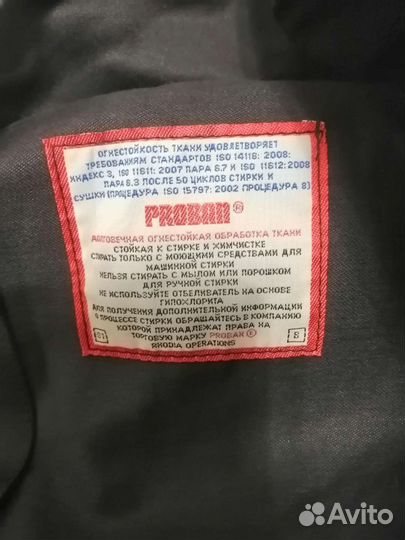 ОГНЕСТОЙКОСТЬ ТКАНИ УДОВЛЕТВОРЯЕТ
ТРЕБОВАНИЯМ СТАНДАРТОВ ISO 14116: 2008:
ИНДЕКС 3, ISO 11611: 2007 ПАРА 6.7 И ISO 11612:2008
ПАРА 6.3 ПОСЛЕ 50 ЦИКЛОВ СТИРКИ И
СУШКИ (ПРОЦЕДУРА ISO 15797: 2002 ПРОЦЕДУРА 8)
PROBAN®
ДОЛГОВЕЧНАЯ ОГНЕСТОЙКАЯ ОБРАБОТКА ТКАНИ
СТОЙКАЯ К СТИРКЕ И ХИМЧИСТКЕ
СТИРАТЬ ТОЛЬКО С МОЮЩИМИ СРЕДСТВАМИ ДЛЯ
МАШИННОЙ СТИРКИ
НЕЛЬЗЯ СТИРАТЬ С МЫЛОМ ИЛИ ПОРОШКОМ
ДЛЯ РУЧНОЙ СТИРКИ
НЕ ИСПОЛЬЗУЙТЕ ОТБЕЛИВАТЕЛЬ НА ОСНОВЕ
ГИПОХЛОРИТА
ДЛЯ ПОЛУЧЕНИЯ ДОПОЛНИТЕЛЬНОЙ ИНФОРМАЦИИ
О ПРОЦЕССЕ СТИРКИ ОБРАЩАЙТЕСЬ В КОМПАНИЮ
КОТОРОЙ ПРИНАДЛЕЖАТ ПРАВА НА
ТОРГОВУЮ МАРКУ PROBAN®
RHODIA OPERATIONS
8
Avito